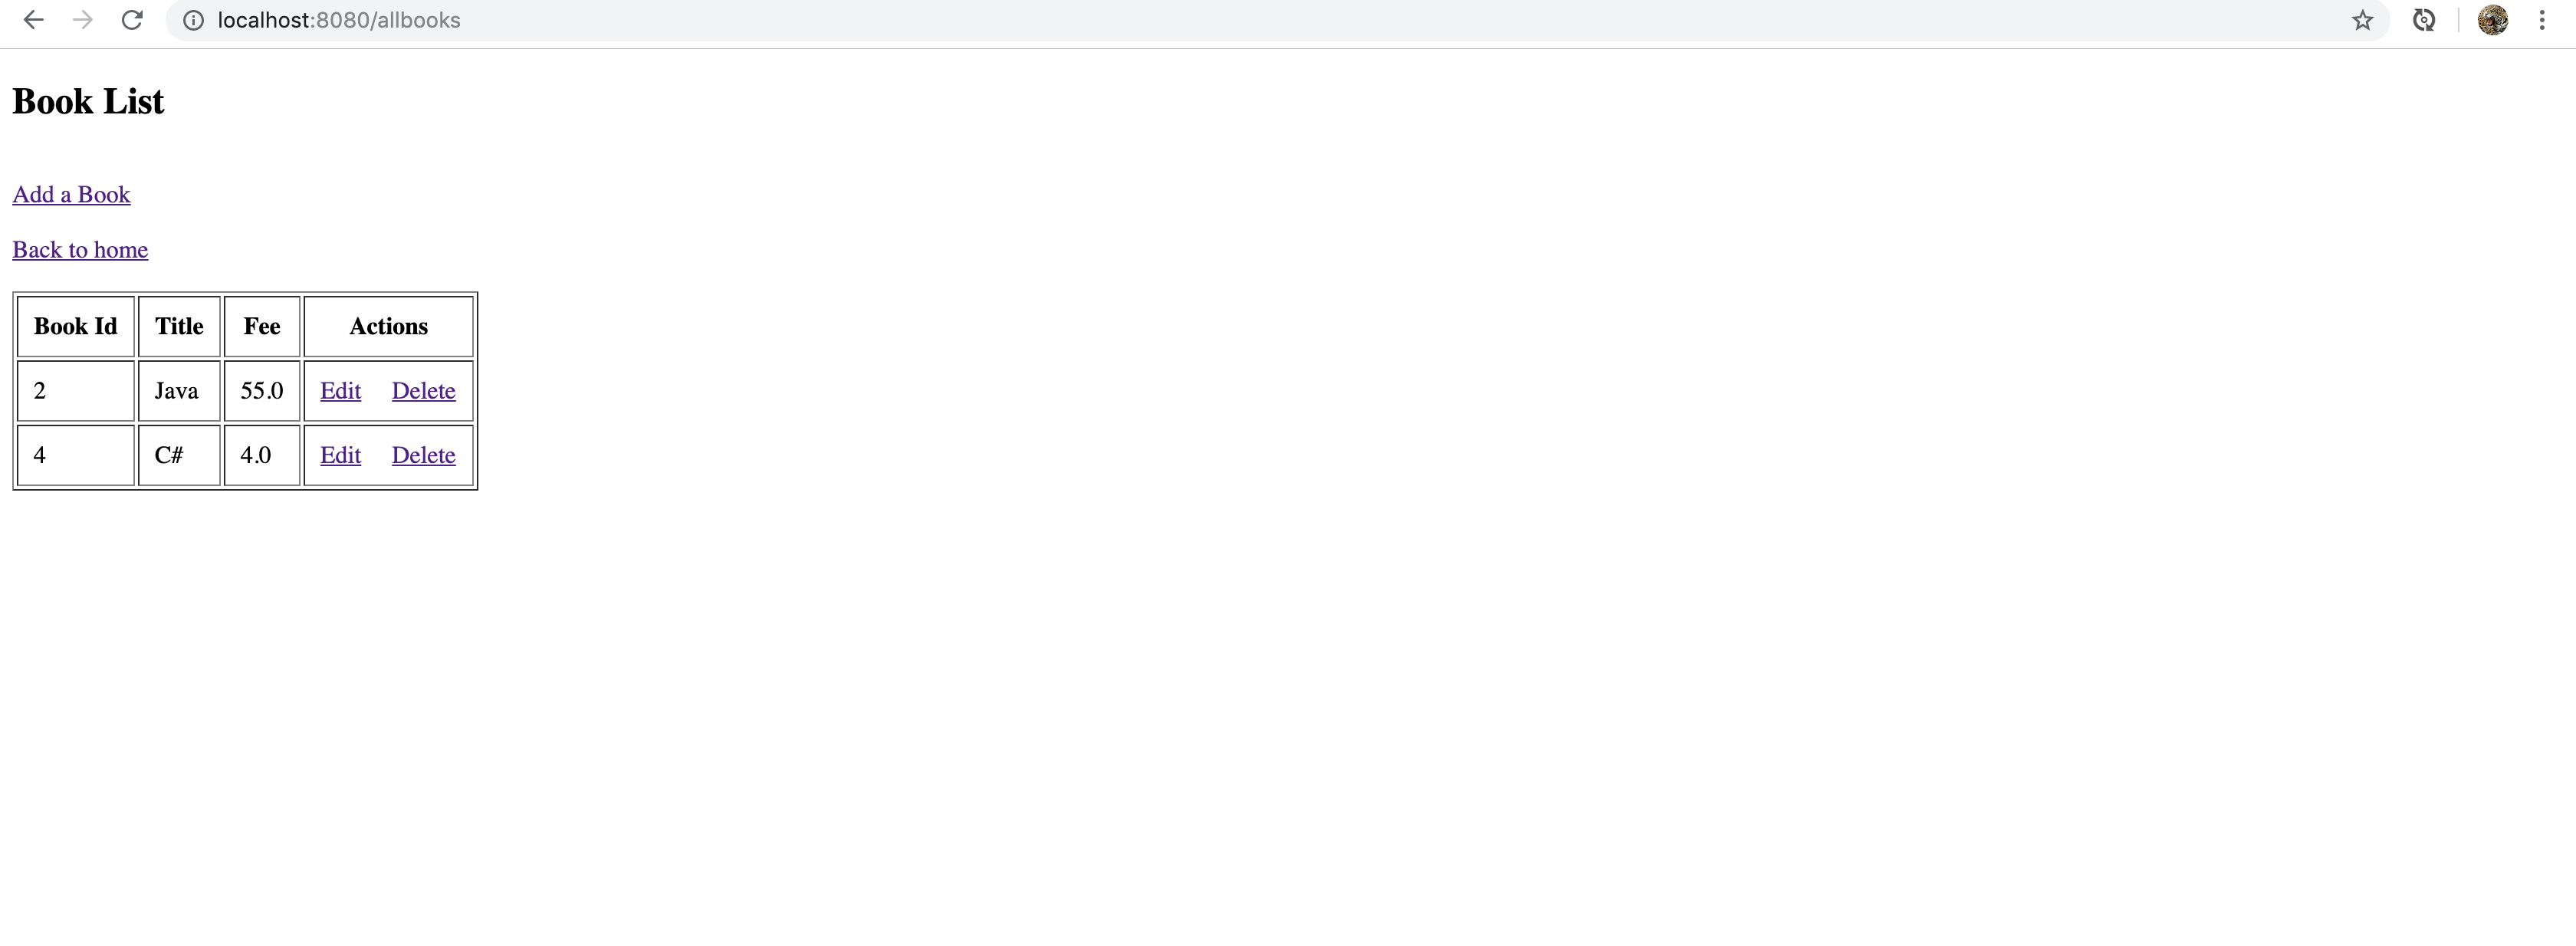 localhost:8080/allbooks
Book List
Add a Book
Back to home
Book Id Title Fee Actions
2 Java 55.0 Edit Delete
4 C# 4.0 Edit Delete